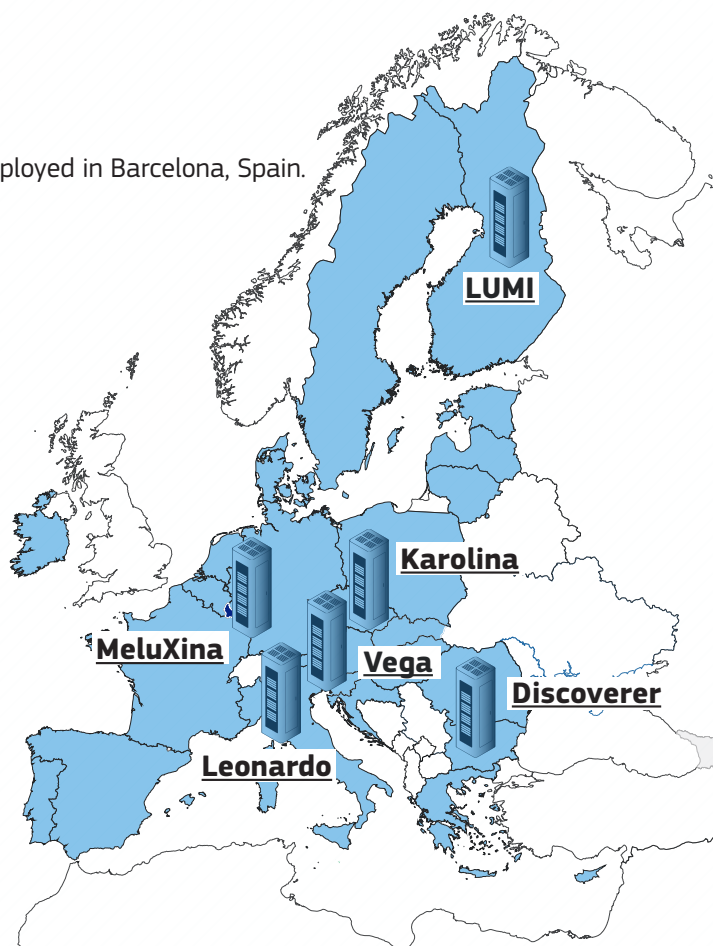 ployed in Barcelona, Spain.
LUMI
Karolina
MeluXina
Vega
Discoverer
Leonardo